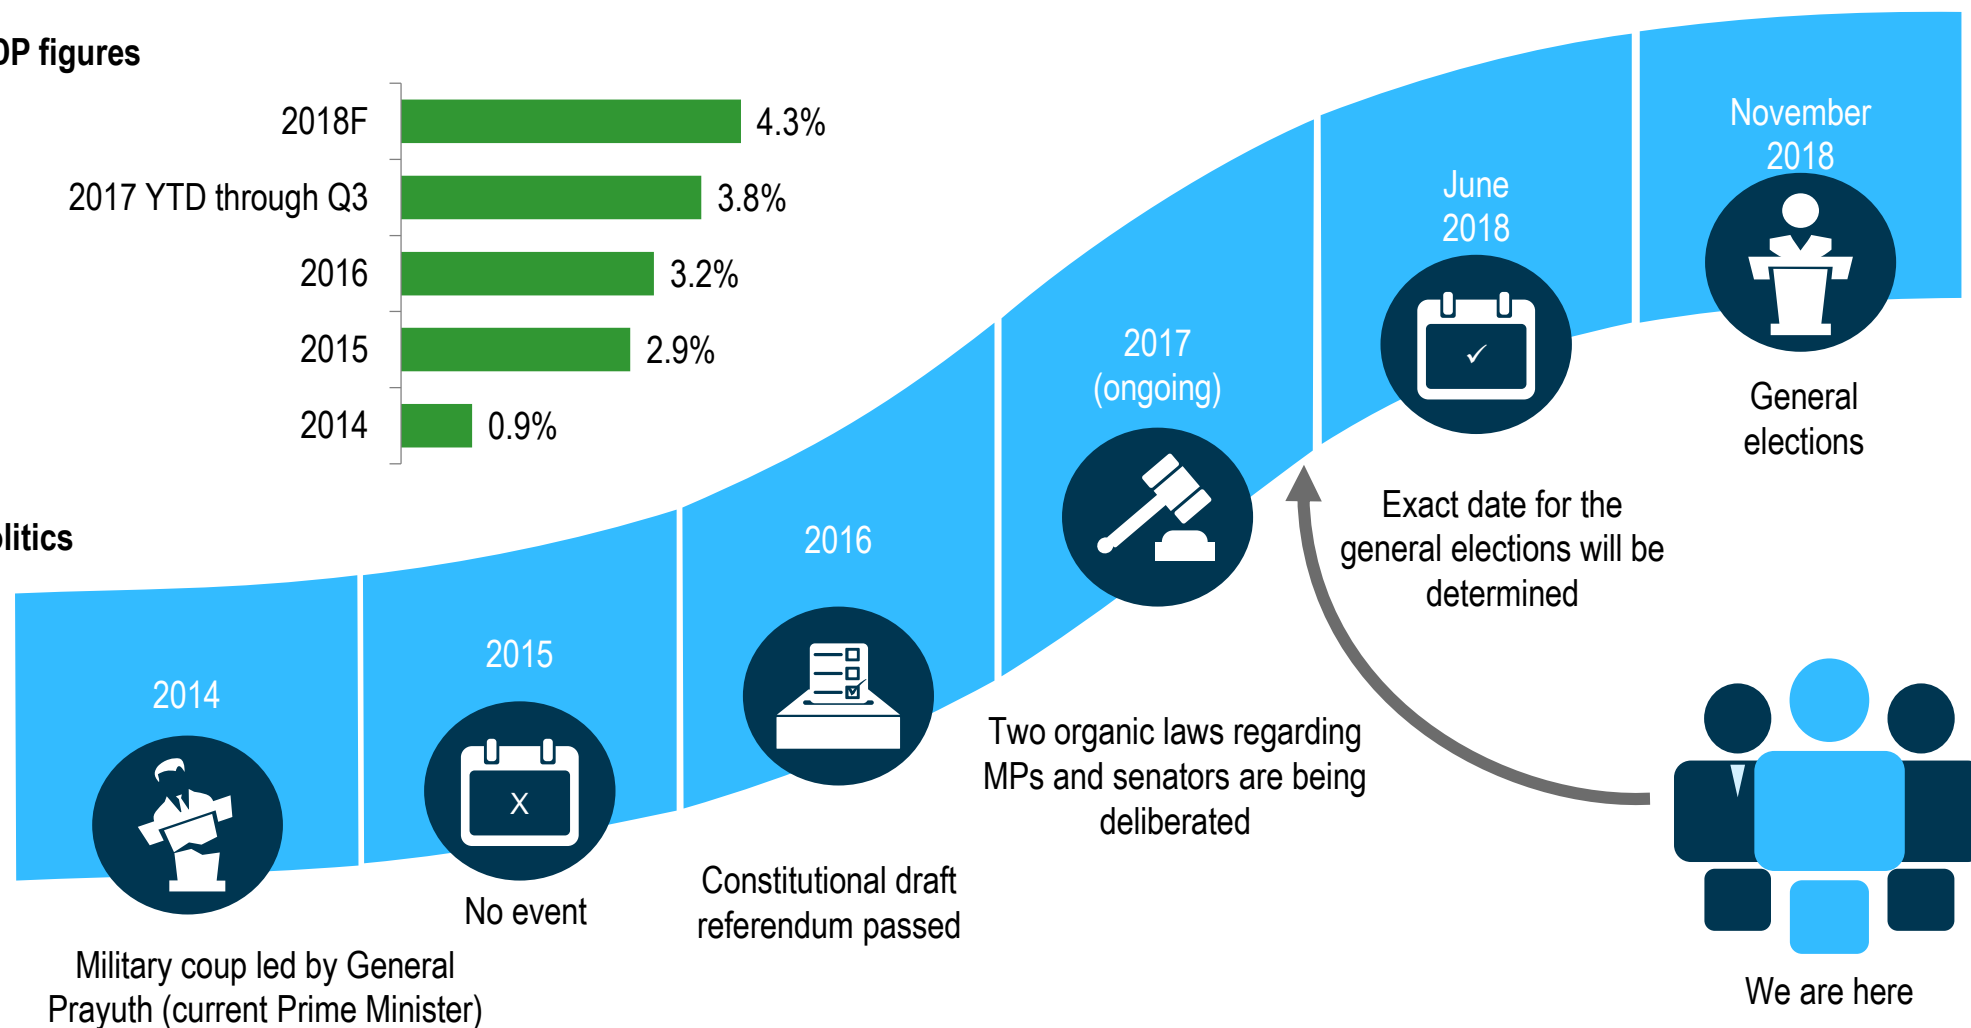 DP figures
2018F
4.3%
2017 YTD through Q3
3.8%
2016
3.2%
2015
2.9%
2014
0.9%
olitics
2014
Military coup led by General
Prayuth (current Prime Minister)
2015
X
No event
2016
Constitutional draft
referendum passed
2017
(ongoing)
Two organic laws regarding
MPs and senators are being
deliberated
June
2018
✓
Exact date for the
general elections will be
determined
November
2018
General
elections
We are here